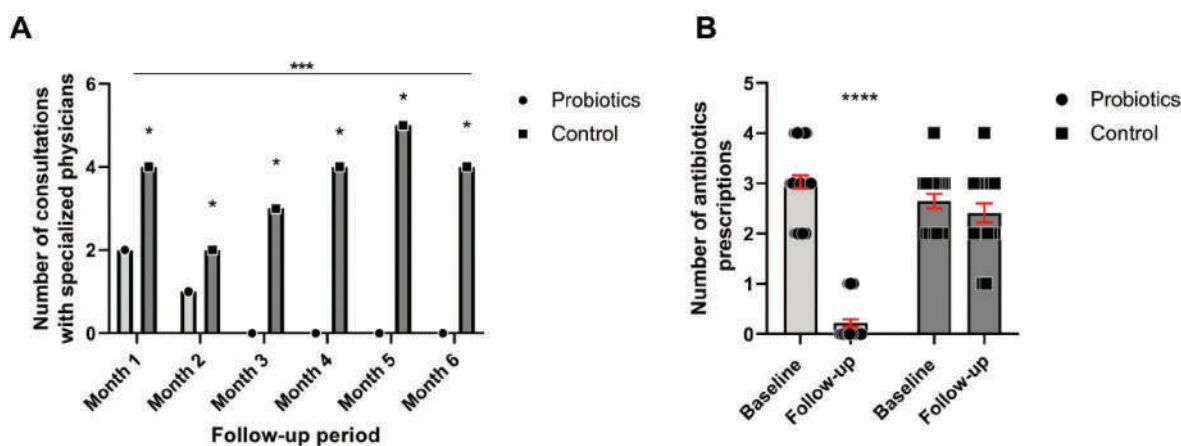 A
Number of consultations
with specialized physicians
***
6
4
2
0
*
*
*
*
*
*
Month 1
Month 2
Month 3
Month 4
Month 5
Month 6
Follow-up period
Probiotics
Control
B
Number of antibiotics
prescriptions
5
4
3
2
1
0
****
Baseline
Follow-up
Baseline
Follow-up
Probiotics
Control